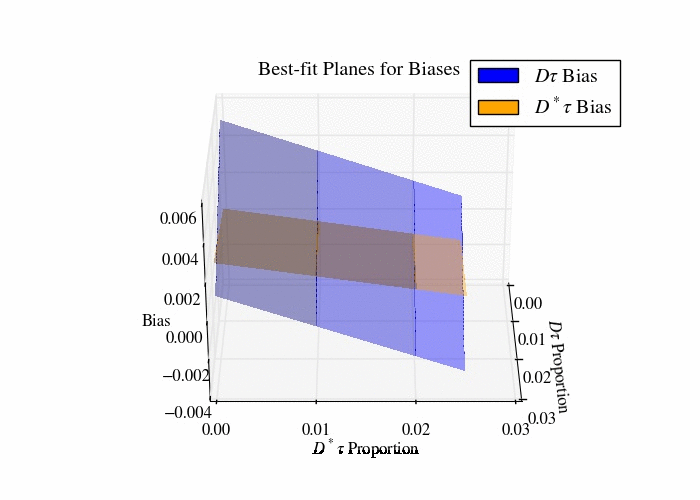 Best-fit Planes for Biases
Dτ Bias
D*τ Bias
0.006
0.004
0.002
0.000
−0.002
−0.004
Bias
0.00
0.01
0.02
0.03
D*τ Proportion
0.00
0.01
0.02
0.03
Dτ Proportion